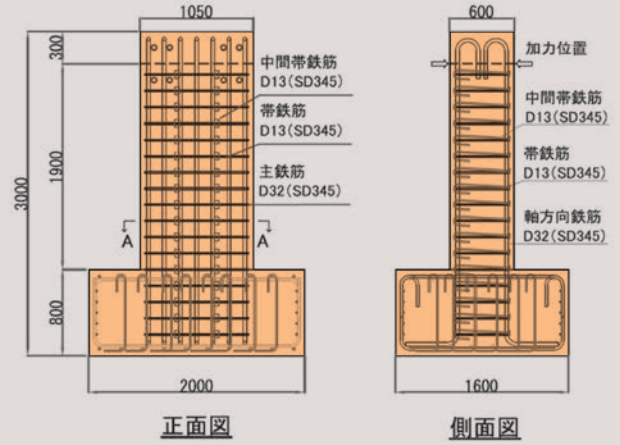 1050
300
1900
3000
800
中間帯鉄筋
D13(SD345)
帯鉄筋
D13(SD345)
主鉄筋
D32(SD345)
A
A
2000
正面図
600
加力位置
中間帯鉄筋
D13(SD345)
帯鉄筋
D13(SD345)
軸方向鉄筋
D32(SD345)
1600
側面図